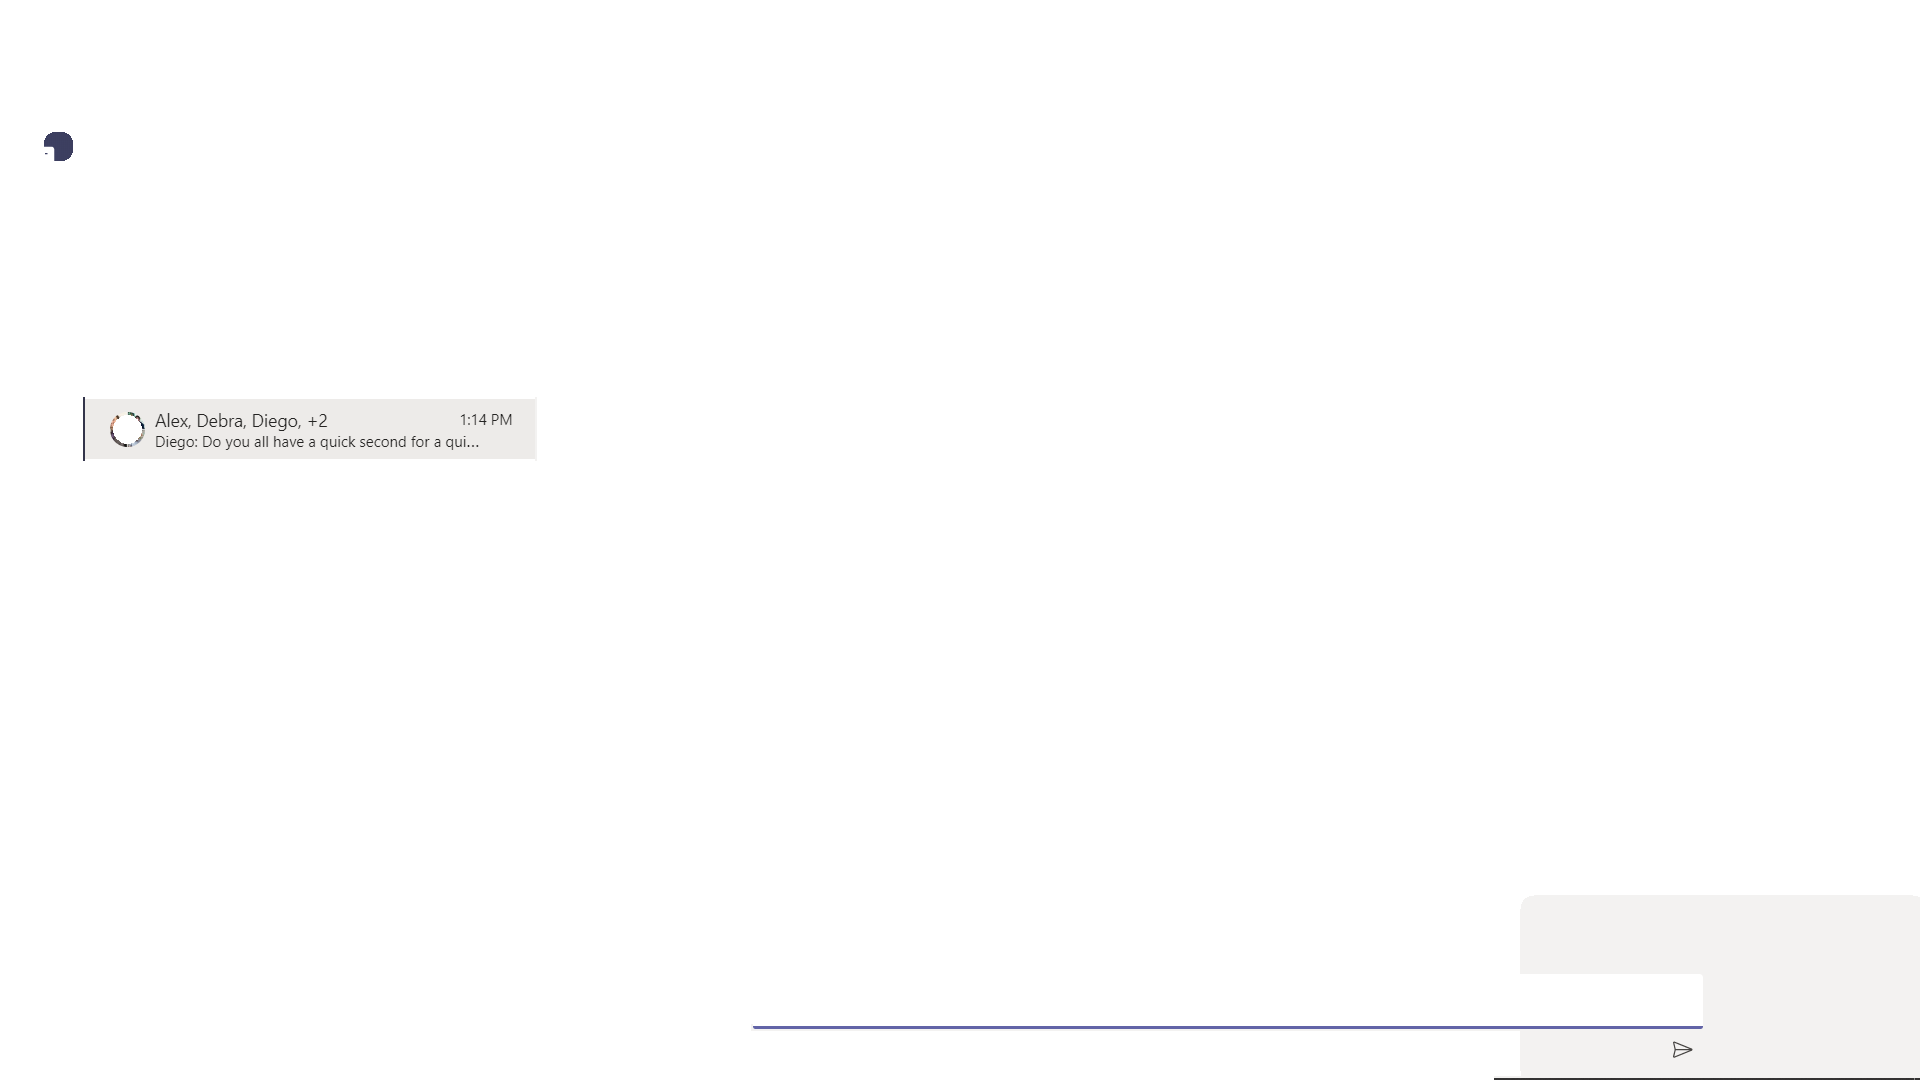 Alex, Debra, Diego, +2
1:14 PM
Diego: Do you all have a quick second for a qui...